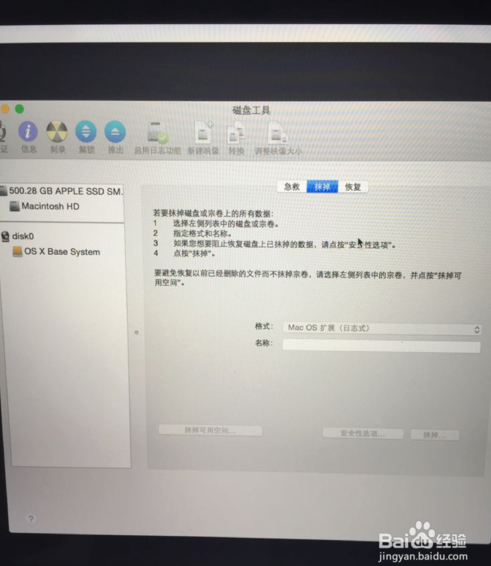 磁盘工具
证 信息 刻录 解锁 推出 启用日志功能 新建映像 转换 调整映像大小
500.28 GB APPLE SSD SM...
Macintosh HD
disk0
OS X Base System
急救 抹掉 恢复
若要抹掉磁盘或宗卷上的所有数据:
1 选择左侧列表中的磁盘或宗卷。
2 指定格式和名称。
3 如果您想要阻止恢复磁盘上已抹掉的数据,请点按“安全性选项”。
4 点按“抹掉”。
要避免恢复以前已经删除的文件而不抹掉宗卷,请选择左侧列表中的宗卷,并点按“抹掉可
用空间”。
格式: Mac OS 扩展(日志式)
名称:
抹掉可用空间... 安全性选项... 抹掉...
?
Baidu 经验
jingyan.baidu.com